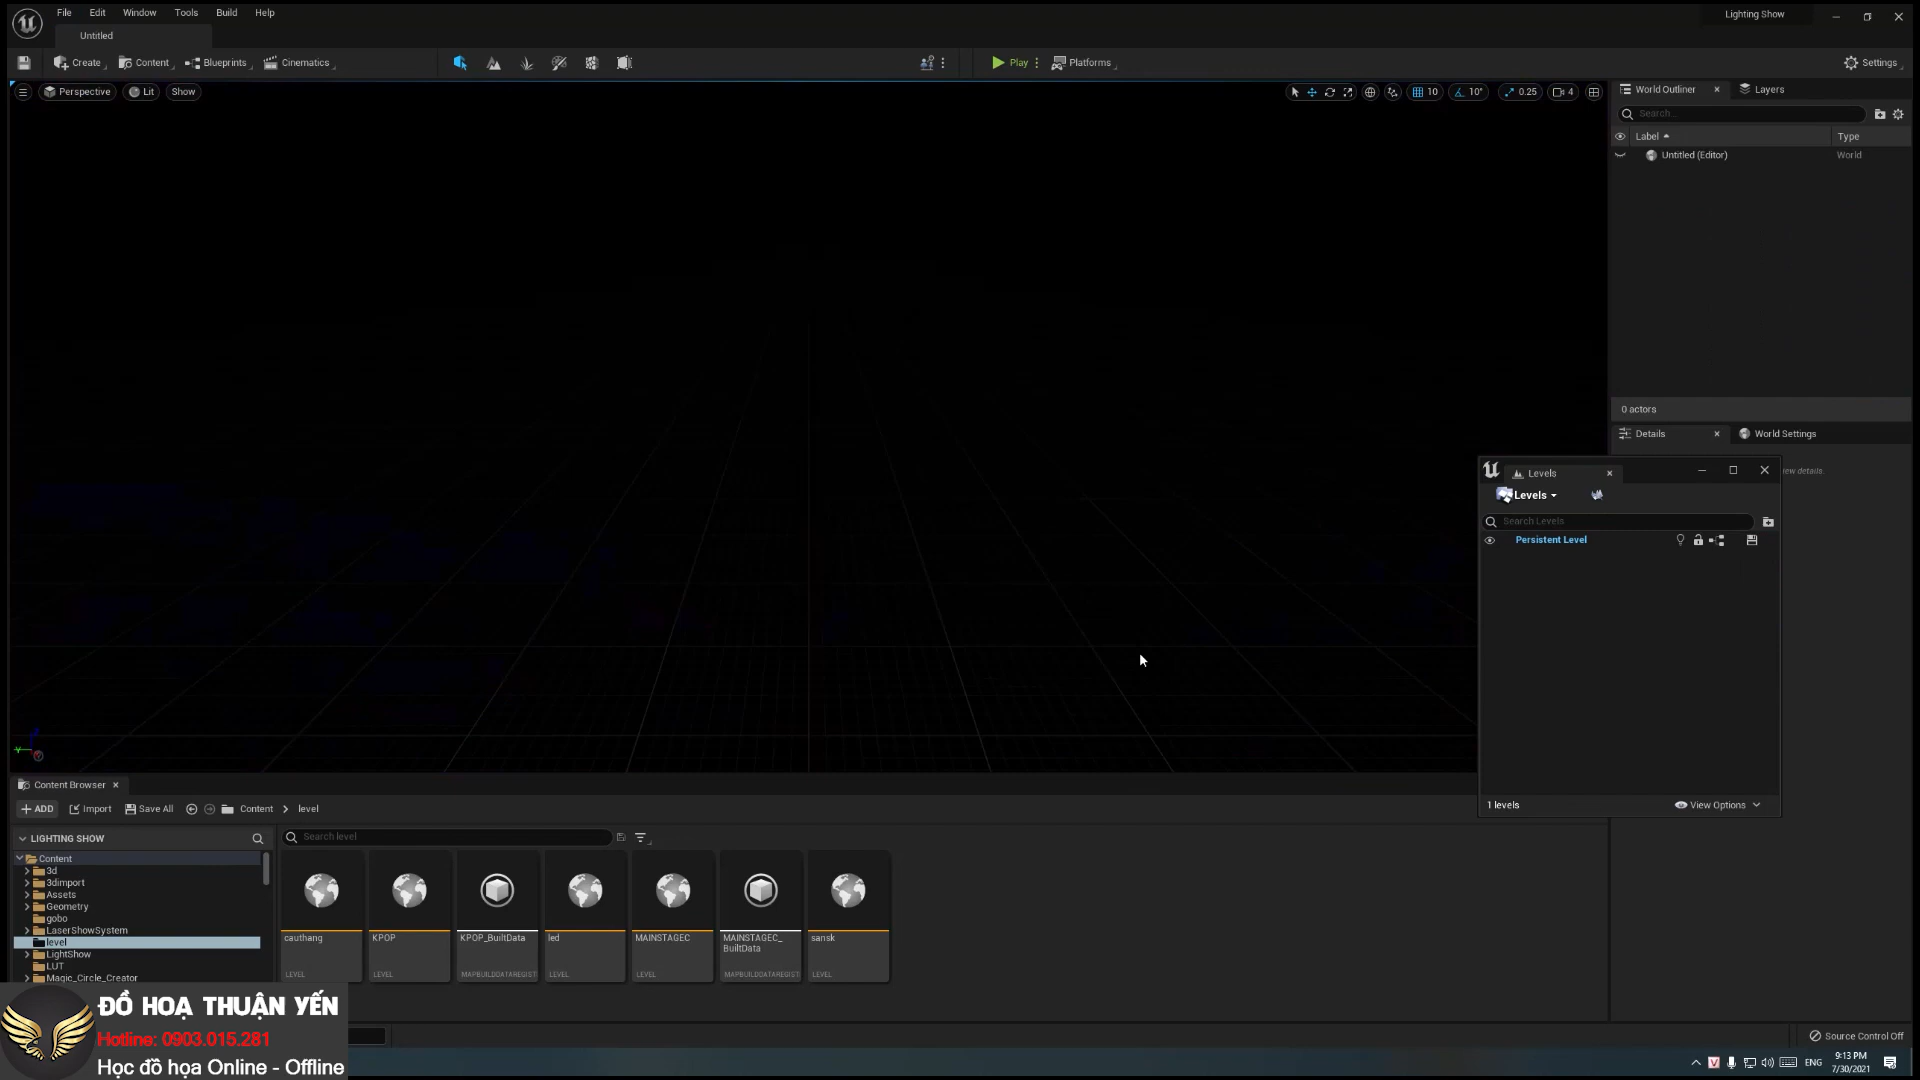 File Edit Window Tools Build Help
Lighting Show
Untitled
Create Content Blueprints Cinematics Play Platforms Settings
Perspective Lit Show 10 10° 0.25 4
World Outliner Layers
Search...
Label Type
Untitled (Editor) World
0 actors
Details World Settings
view details.
Levels
Levels
Search Levels
Persistent Level
1 levels View Options
Content Browser
ADD Import Save All Content level
LIGHTING SHOW
Search level
Content
3d
3dimport
Assets
Geometry
gobo
LaserShowSystem
level
LightShow
LUT
Magic_Circle_Creator
cauthang
LEVEL
KPOP
LEVEL
KPOP_BuiltData
MAPBUILDDATAREGIST
led
LEVEL
MAINSTAGEC
LEVEL
MAINSTAGEC_
BuiltData
MAPBUILDDATAREGIST
sansk
LEVEL
ĐỒ HOẠ THUẬN YẾN
Hotline: 0903.015.281
Học đồ họa Online - Offline
Source Control Off
ENG
9:13 PM
7/30/2021